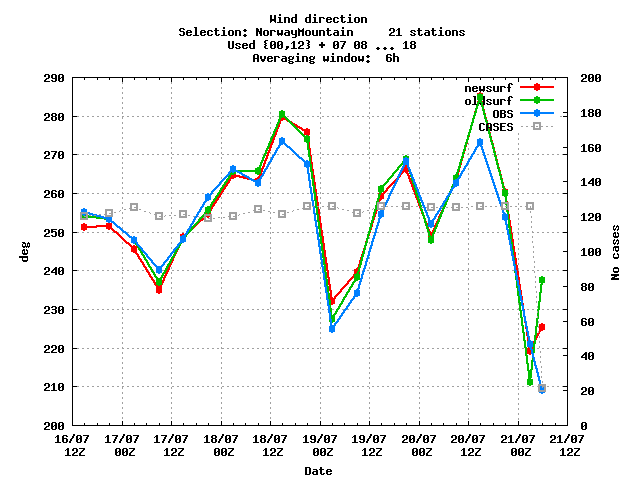 Wind direction
Selection: NorwayMountain 21 stations
Used {00,12} + 07 08 ... 18
Averaging window: 6h
newsurf
oldsurf
OBS
CASES
290
280
270
260
250
240
230
220
210
200
deg
200
180
160
140
120
100
80
60
40
20
0
No cases
16/07 17/07 17/07 18/07 18/07 19/07 19/07 20/07 20/07 21/07 21/07
12Z 00Z 12Z 00Z 12Z 00Z 12Z 00Z 12Z 00Z 12Z
Date